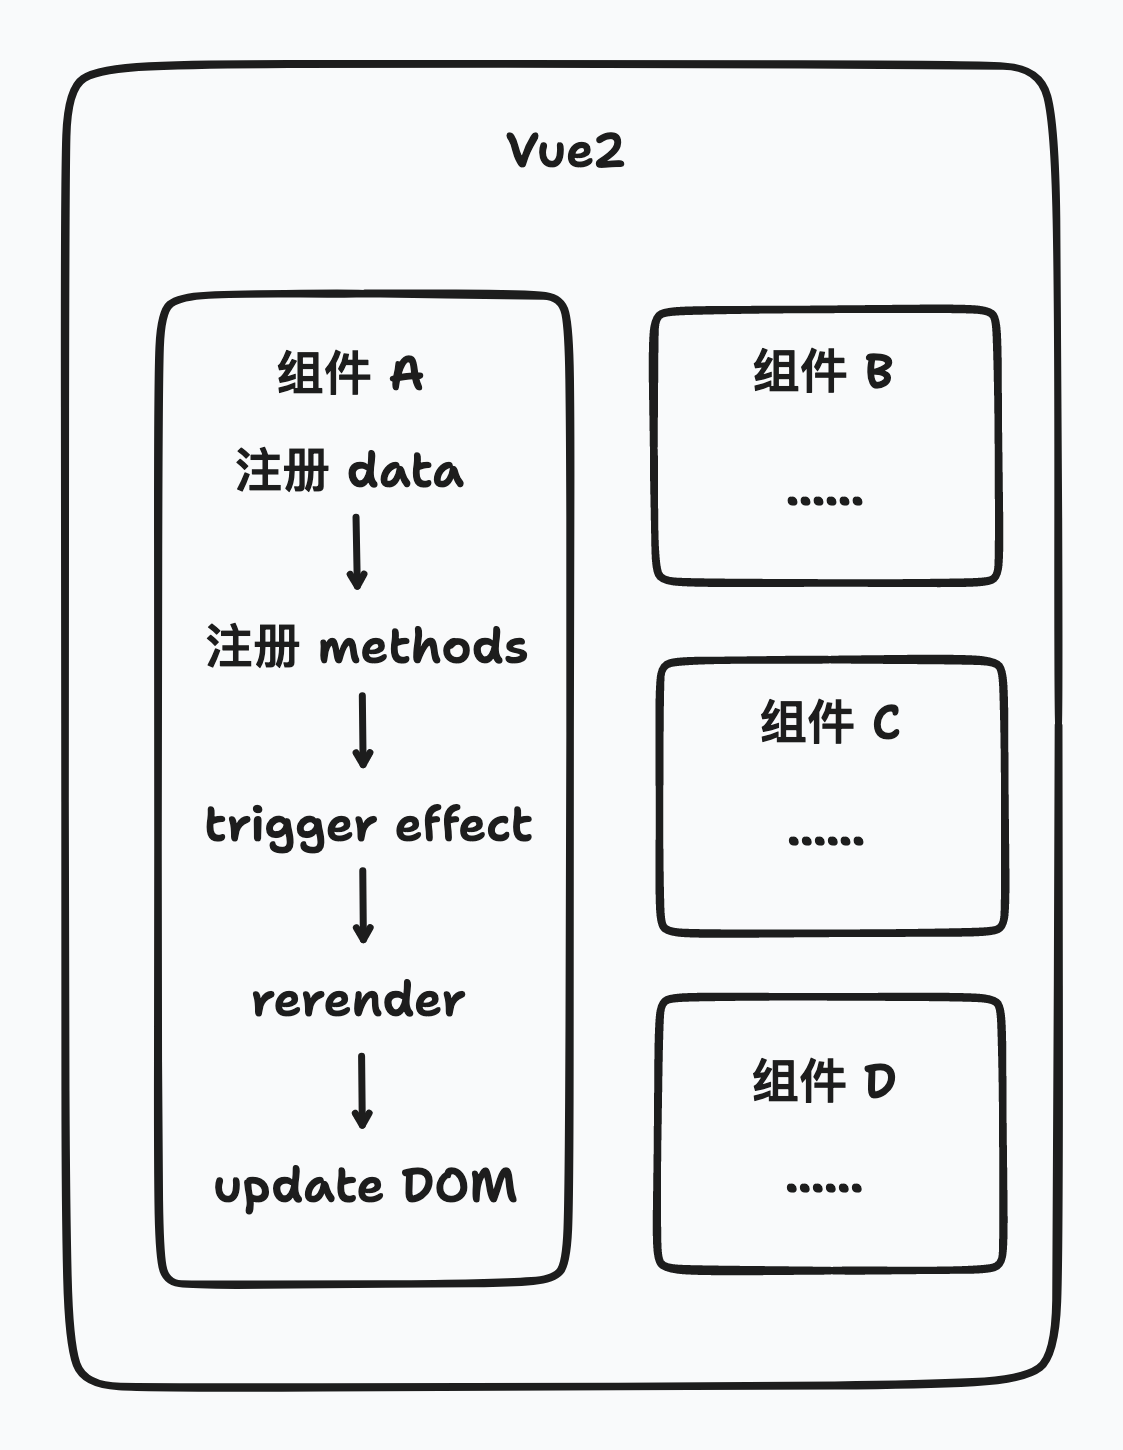 Vue2
组件 A
注册 data
注册 methods
trigger effect
rerender
update DOM
组件 B
......
组件 C
......
组件 D
......